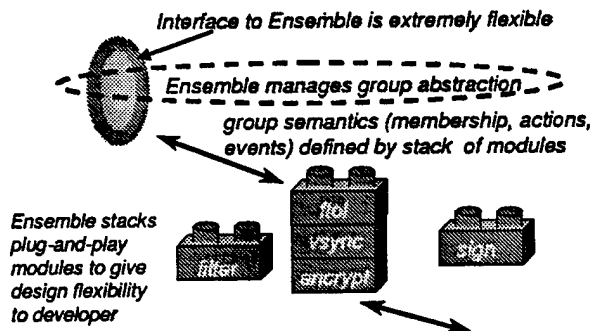 Interface to Ensemble is extremely flexible
Ensemble manages group abstraction
group semantics (membership, actions,
events) defined by stack of modules
Ensemble stacks
plug-and-play
modules to give
design flexibility
to developer
filter
ftol
vsync
encrypt
sign